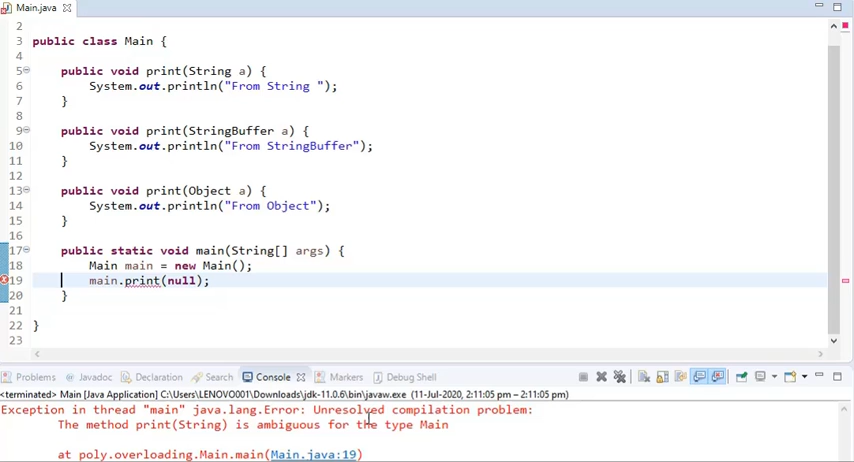 Main.java
2
3 public class Main {
4
5 public void print(String a) {
6 System.out.println("From String ");
7 }
8
9 public void print(StringBuffer a) {
10 System.out.println("From StringBuffer");
11 }
12
13 public void print(Object a) {
14 System.out.println("From Object");
15 }
16
17 public static void main(String[] args) {
18 Main main = new Main();
19 main.print(null);
20 }
21
22 }
23
Problems Javadoc Declaration Search Console Markers Debug Shell
<terminated> Main [Java Application] C:\Users\LENOVO001\Downloads\jdk-11.0.6\bin\javaw.exe (11-Jul-2020, 2:11:05 pm – 2:11:05 pm)
Exception in thread "main" java.lang.Error: Unresolved compilation problem:
The method print(String) is ambiguous for the type Main
at poly.overloading.Main.main(Main.java:19)